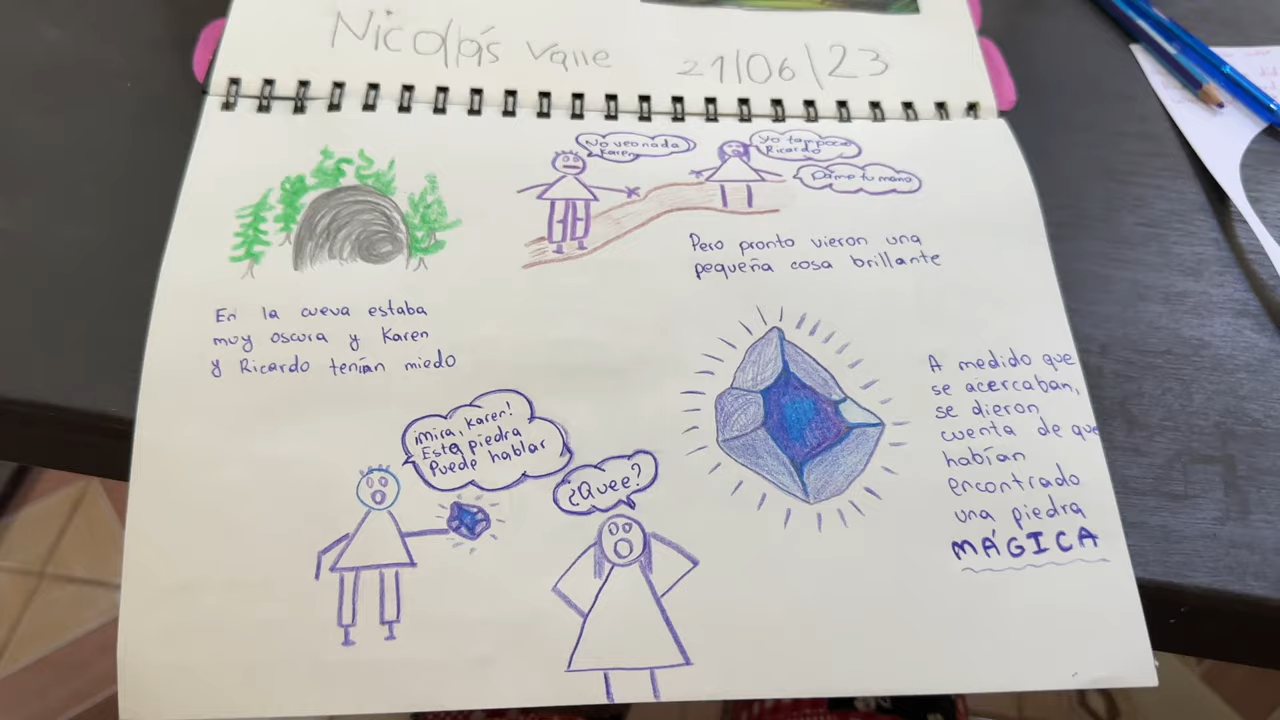 Nicolás Valle 21/06/23
En la cueva estaba
muy oscura y Karen
y Ricardo tenían miedo
No veo nada
Karen
Yo tampoco
Ricardo
Dame tu mano
Pero pronto vieron una
pequeña cosa brillante
A medido que
se acercaban,
se dieron
cuenta de que
habían
encontrado
una piedra
MÁGICA
¡Mira, Karen!
Esta piedra
Puede hablar
¿Quee?